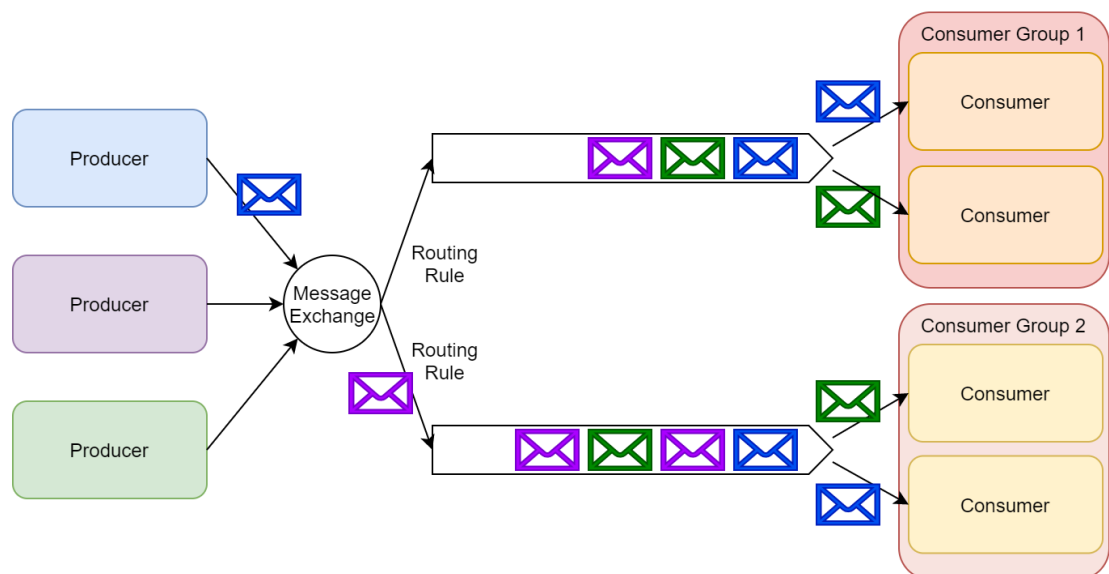 Consumer Group 1
Consumer
Consumer
Producer
Producer
Producer
Message
Exchange
Routing
Rule
Routing
Rule
Consumer Group 2
Consumer
Consumer